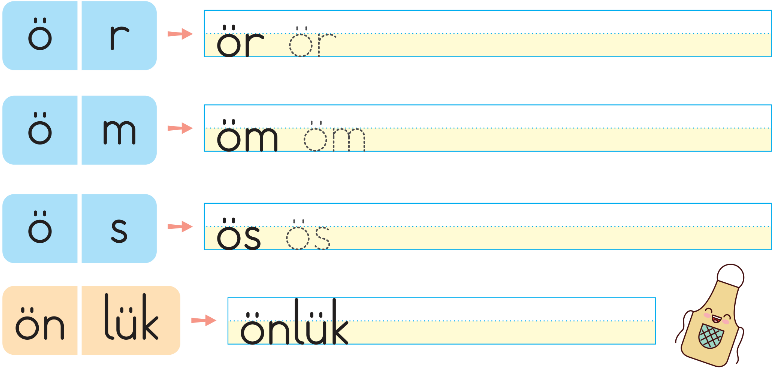 ö r ör ör
ö m öm öm
ö s ös ös
ön lük önlük